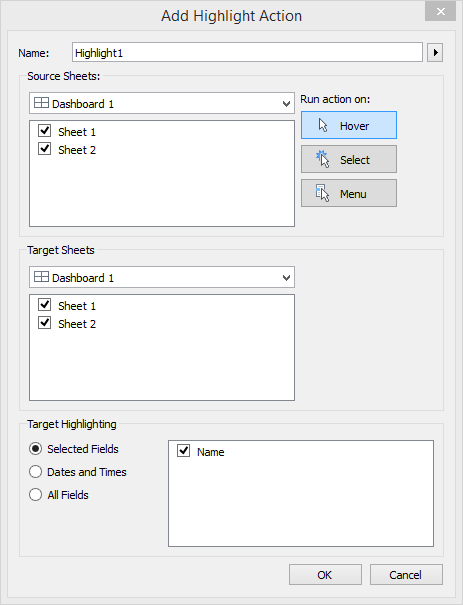 Add Highlight Action
Name: Highlight1
Source Sheets:
Dashboard 1
Run action on:
Sheet 1
Sheet 2
Hover
Select
Menu
Target Sheets
Dashboard 1
Sheet 1
Sheet 2
Target Highlighting
Selected Fields
Dates and Times
All Fields
Name
OK Cancel